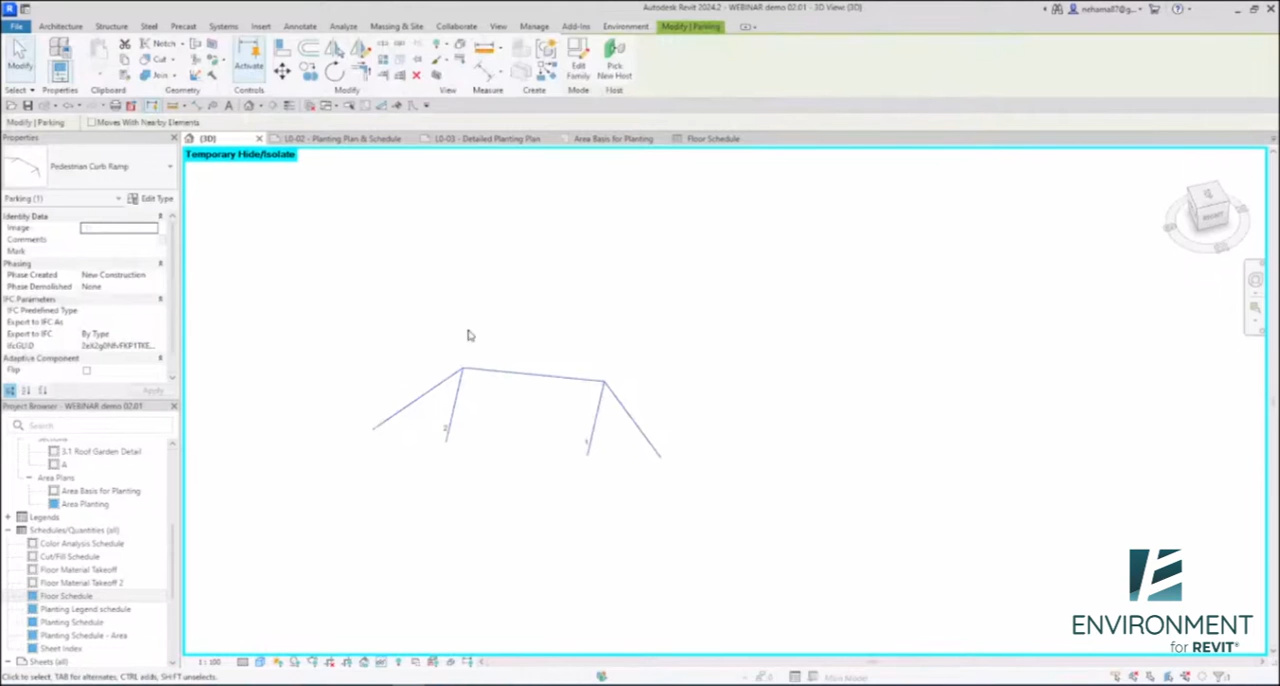 Autodesk Revit 2024.2 - WEBINAR demo 02.01 - 3D View: {3D}
nehama87@g...
File Architecture Structure Steel Precast Systems Insert Annotate Analyze Massing & Site Collaborate View Manage Add-Ins Environment Modify | Parking
Notch
Cut
Join
Modify
Activate
Edit Family
Pick New Host
Select Properties Clipboard Geometry Controls Modify View Measure Create Mode Host
Modify | Parking Moves With Nearby Elements
Properties
{3D} L0-02 - Planting Plan & Schedule L0-03 - Detailed Planting Plan Area Basis for Planting Floor Schedule
Temporary Hide/Isolate
Pedestrian Curb Ramp
Parking (1) Edit Type
Identity Data
Image
Comments
Mark
Phasing
Phase Created New Construction
Phase Demolished None
IFC Parameters
IFC Predefined Type
Export to IFC As
Export to IFC By Type
IfcGUID
Adaptive Component
Flip
Apply
Project Browser - WEBINAR demo 02.01
Search
3.1 Roof Garden Detail
A
Area Plans
Area Basis for Planting
Area Planting
Legends
Schedules/Quantities (all)
Color Analysis Schedule
Cut/Fill Schedule
Floor Material Takeoff
Floor Material Takeoff 2
Floor Schedule
Planting Legend schedule
Planting Schedule
Planting Schedule - Area
Sheet Index
Sheets (all)
2
1
RIGHT
ENVIRONMENT
for REVIT®
1 : 100
Click to select, TAB for alternates, CTRL adds, SHIFT unselects.
Main Model